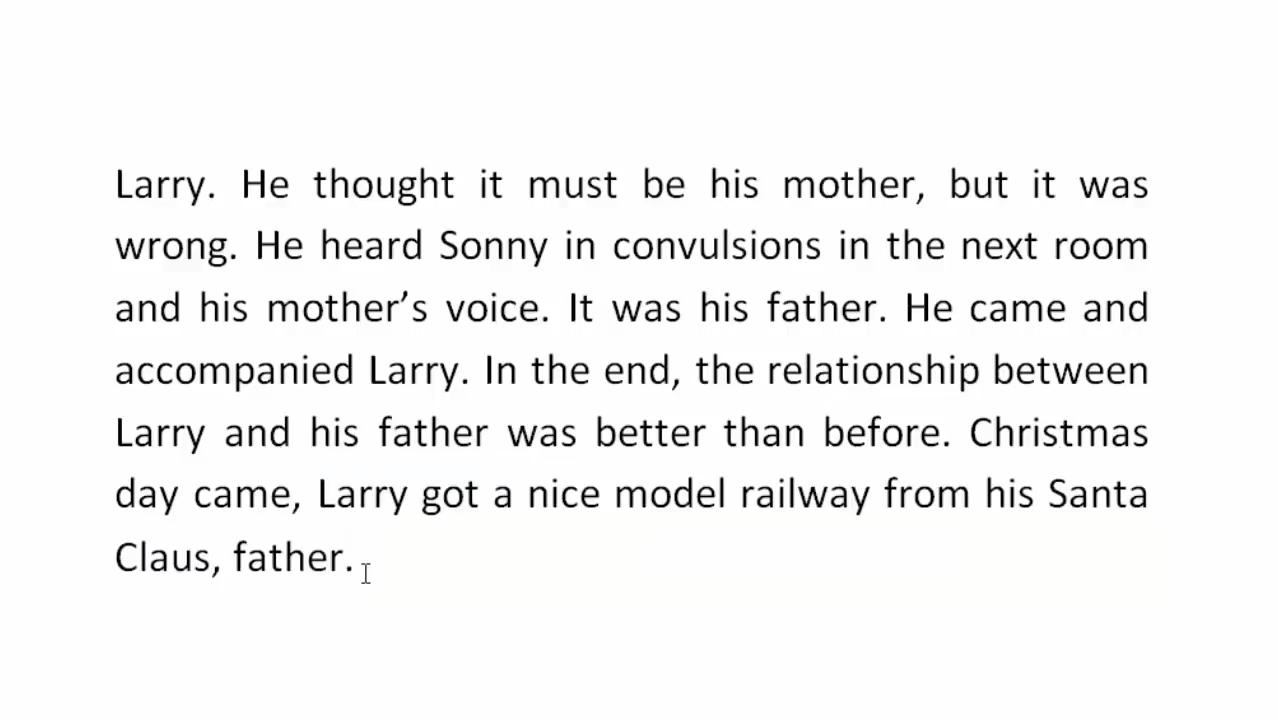 Larry. He thought it must be his mother, but it was
wrong. He heard Sonny in convulsions in the next room
and his mother’s voice. It was his father. He came and
accompanied Larry. In the end, the relationship between
Larry and his father was better than before. Christmas
day came, Larry got a nice model railway from his Santa
Claus, father.